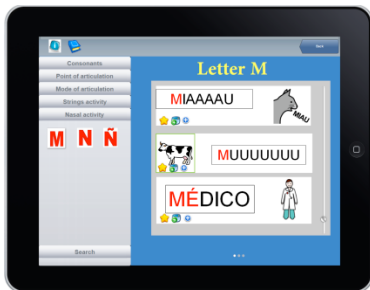 Consonants
Point of articulation
Mode of articulation
Strings activity
Nasal activity
M N Ñ
Search
Letter M
MIAAAAU
MIAU
MUUUUUUU
MÉDICO